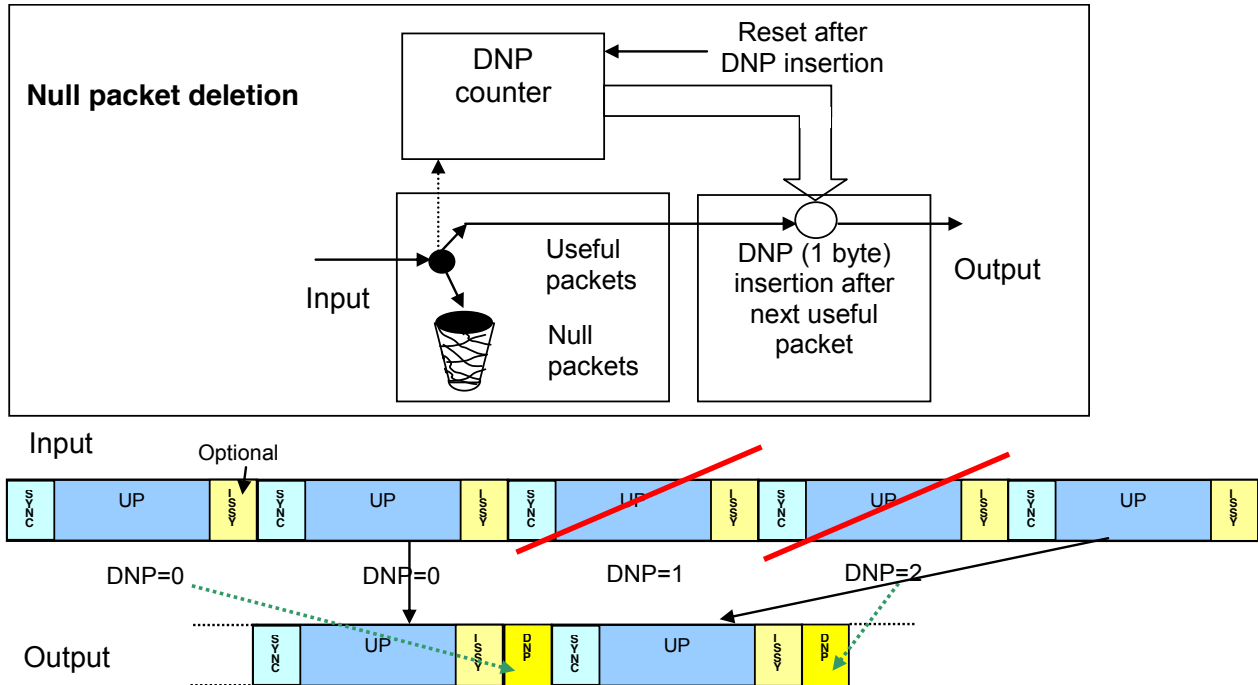 Null packet deletion
DNP
counter
Reset after
DNP insertion
Input
Useful
packets
Null
packets
DNP (1 byte)
insertion after
next useful
packet
Output
Input
Optional
SYNC UP ISSY SYNC UP ISSY SYNC UP ISSY SYNC UP ISSY SYNC UP ISSY
DNP=0 DNP=0 DNP=1 DNP=2
Output
SYNC UP ISSY DNP SYNC UP ISSY DNP